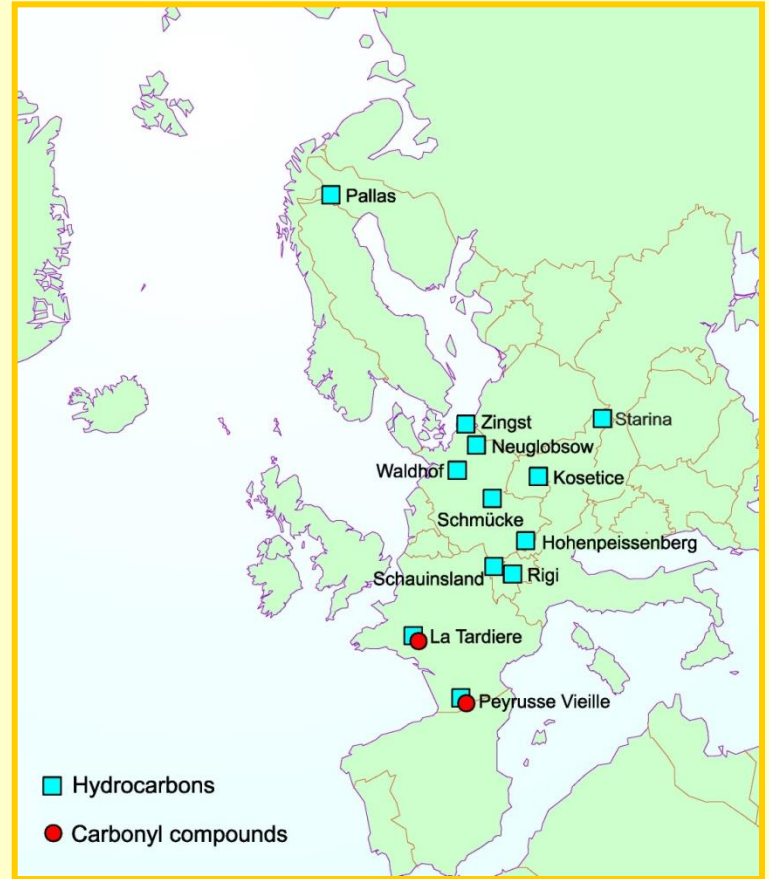 Pallas
Zingst
Starina
Neuglobsow
Waldhof
Kosetice
Schmücke
Hohenpeissenberg
Schauinsland
Rigi
La Tardiere
Peyrusse Vieille
Hydrocarbons
Carbonyl compounds